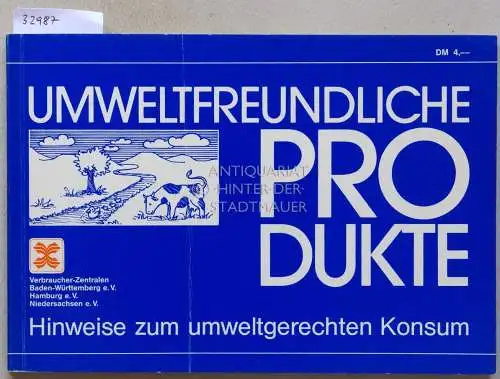 32987
DM 4,—
UMWELTFREUNDLICHE
PRO
DUKTE
ANTIQUARIAT
HINTER·DER
STADTMAUER
Verbraucher-Zentralen
Baden-Württemberg e. V.
Hamburg e. V.
Niedersachsen e. V.
Hinweise zum umweltgerechten Konsum